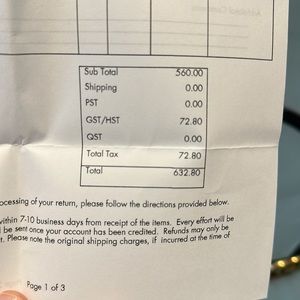 Sub Total 560.00
Shipping 0.00
PST 0.00
GST/HST 72.80
QST 0.00
Total Tax 72.80
Total 632.80
ocessing of your return, please follow the directions provided below.
within 7-10 business days from receipt of the items. Every effort will be
l be sent once your account has been credited. Refunds may only be
t. Please note the original shipping charges, if incurred at the time of
Page 1 of 3